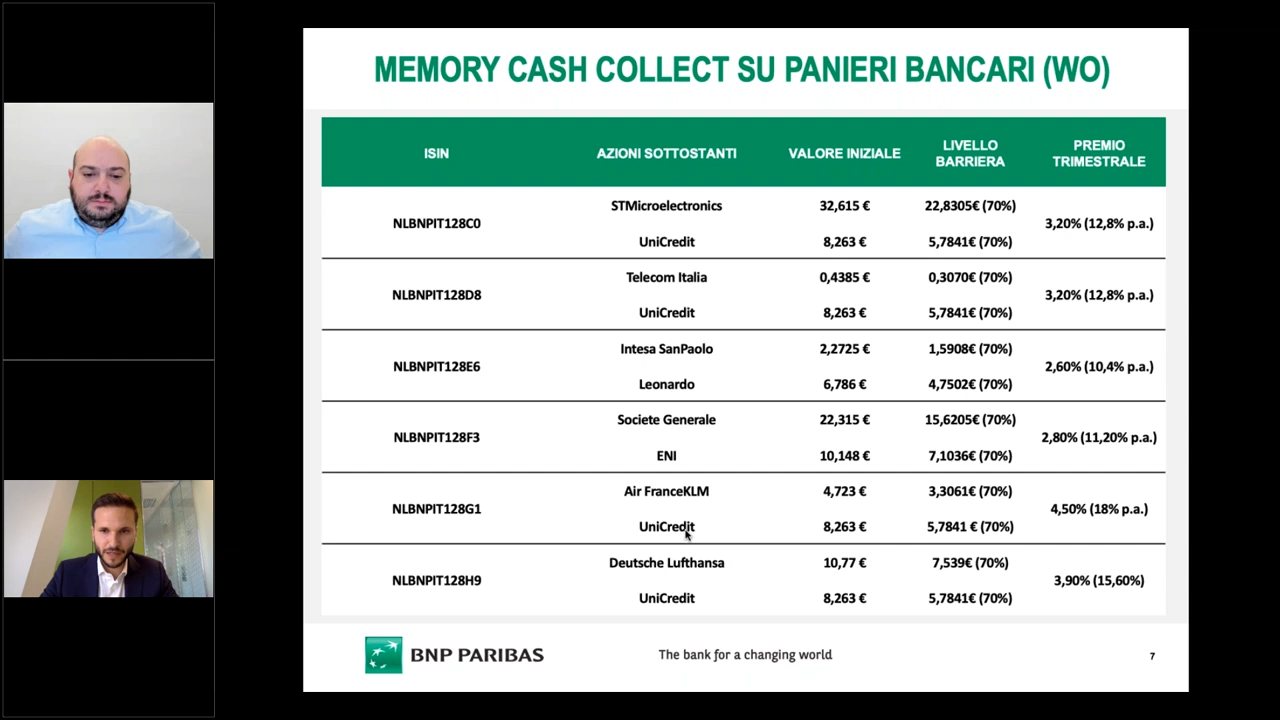 MEMORY CASH COLLECT SU PANIERI BANCARI (WO)
ISIN AZIONI SOTTOSTANTI VALORE INIZIALE LIVELLO BARRIERA PREMIO TRIMESTRALE
NLBNPIT128C0 STMicroelectronics 32,615 € 22,8305€ (70%) 3,20% (12,8% p.a.)
UniCredit 8,263 € 5,7841€ (70%)
NLBNPIT128D8 Telecom Italia 0,4385 € 0,3070€ (70%) 3,20% (12,8% p.a.)
UniCredit 8,263 € 5,7841€ (70%)
NLBNPIT128E6 Intesa SanPaolo 2,2725 € 1,5908€ (70%) 2,60% (10,4% p.a.)
Leonardo 6,786 € 4,7502€ (70%)
NLBNPIT128F3 Societe Generale 22,315 € 15,6205€ (70%) 2,80% (11,20% p.a.)
ENI 10,148 € 7,1036€ (70%)
NLBNPIT128G1 Air FranceKLM 4,723 € 3,3061€ (70%) 4,50% (18% p.a.)
UniCredit 8,263 € 5,7841 € (70%)
NLBNPIT128H9 Deutsche Lufthansa 10,77 € 7,539€ (70%) 3,90% (15,60%)
UniCredit 8,263 € 5,7841€ (70%)
BNP PARIBAS The bank for a changing world 7